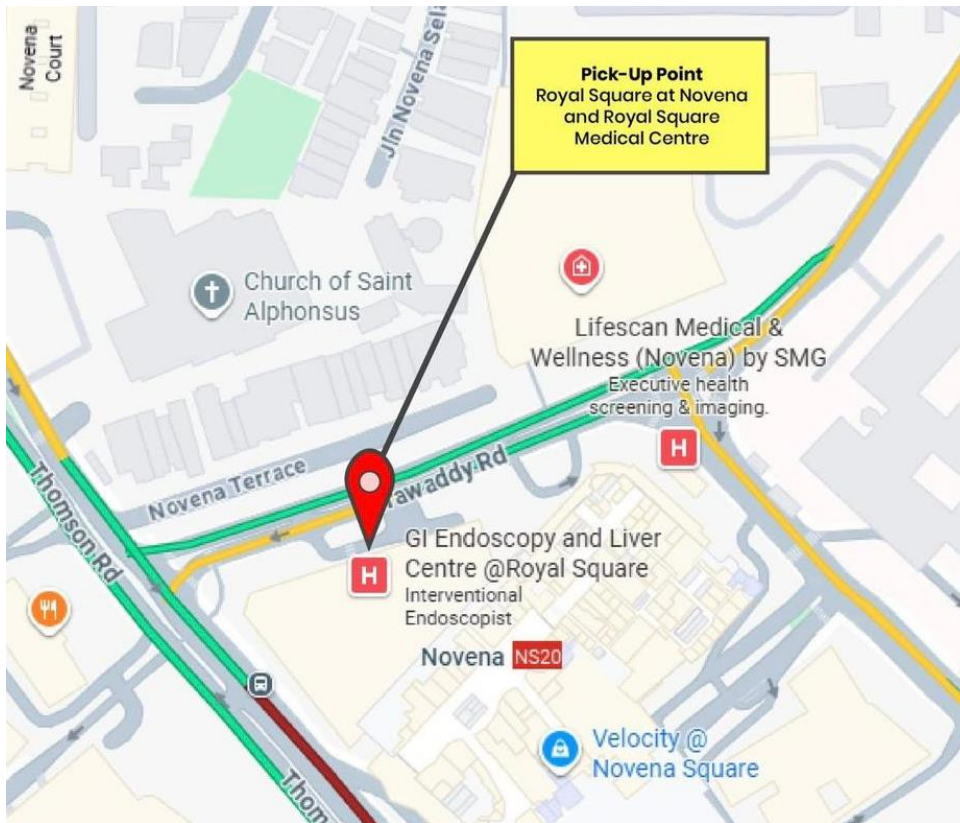 Novena
Court
Jln Novena Sela
Pick-Up Point
Royal Square at Novena
and Royal Square
Medical Centre
Church of Saint
Alphonsus
Lifescan Medical &
Wellness (Novena) by SMG
Executive health
screening & imaging.
H
Novena Terrace
rawaddy Rd
Thomson Rd
GI Endoscopy and Liver
Centre @Royal Square
Interventional
Endoscopist
H
Novena NS20
Velocity @
Novena Square
Thom